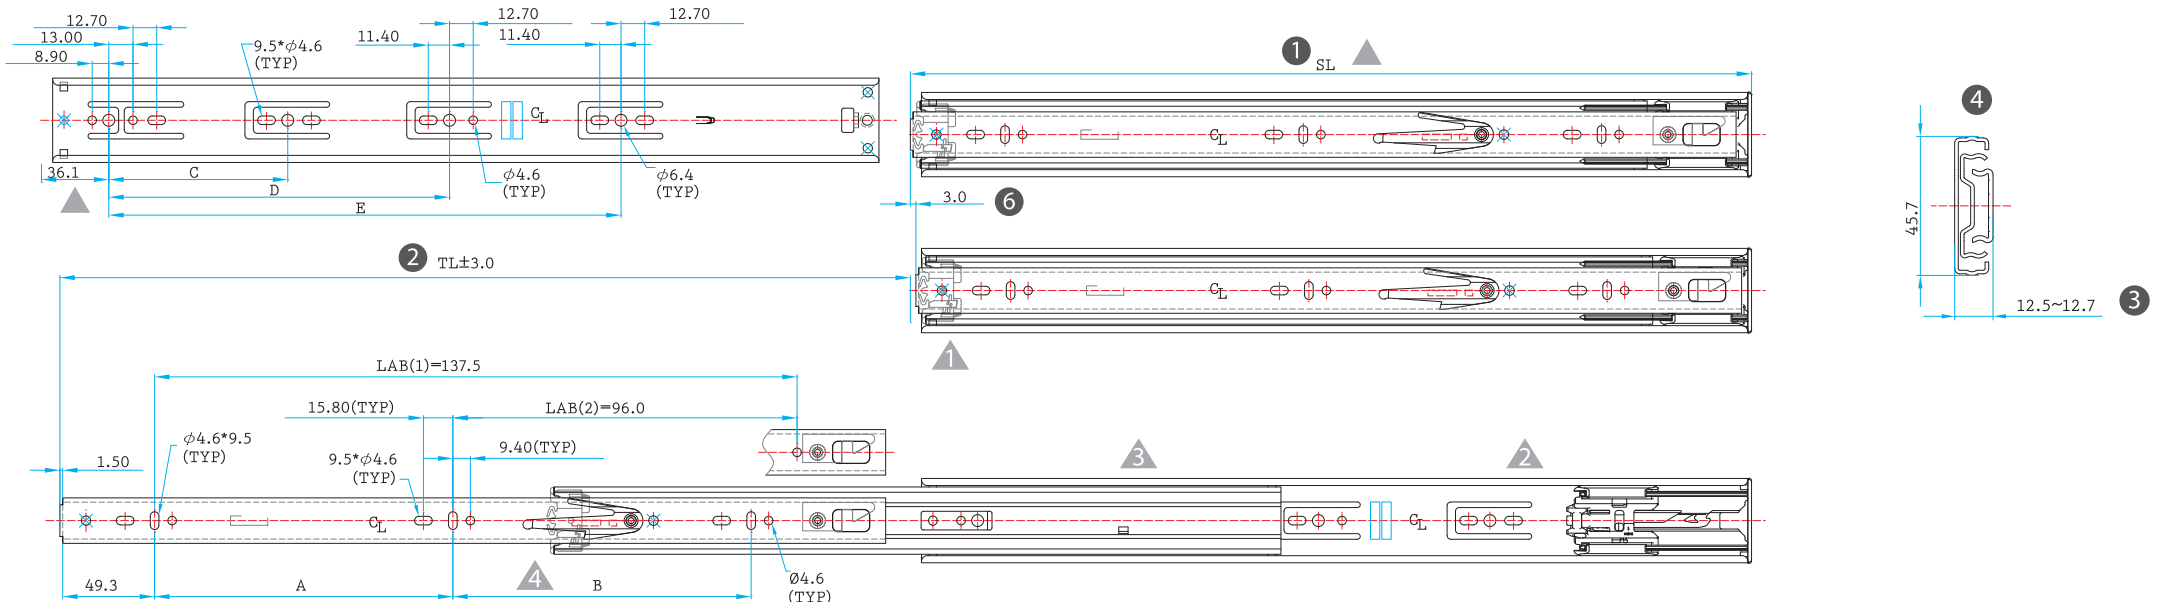 12.70
13.00
8.90
9.5*ϕ4.6
(TYP)
11.40
12.70
11.40
12.70
CL
36.1
C
D
E
ϕ4.6
(TYP)
ϕ6.4
(TYP)
1
SL
CL
3.0
6
4
45.7
12.5~12.7
3
2
TL±3.0
CL
1
LAB(1)=137.5
15.80(TYP)
LAB(2)=96.0
ϕ4.6*9.5
(TYP)
9.5*ϕ4.6
(TYP)
9.40(TYP)
1.50
3
2
CL
CL
49.3
A
4
B
Ø4.6
(TYP)